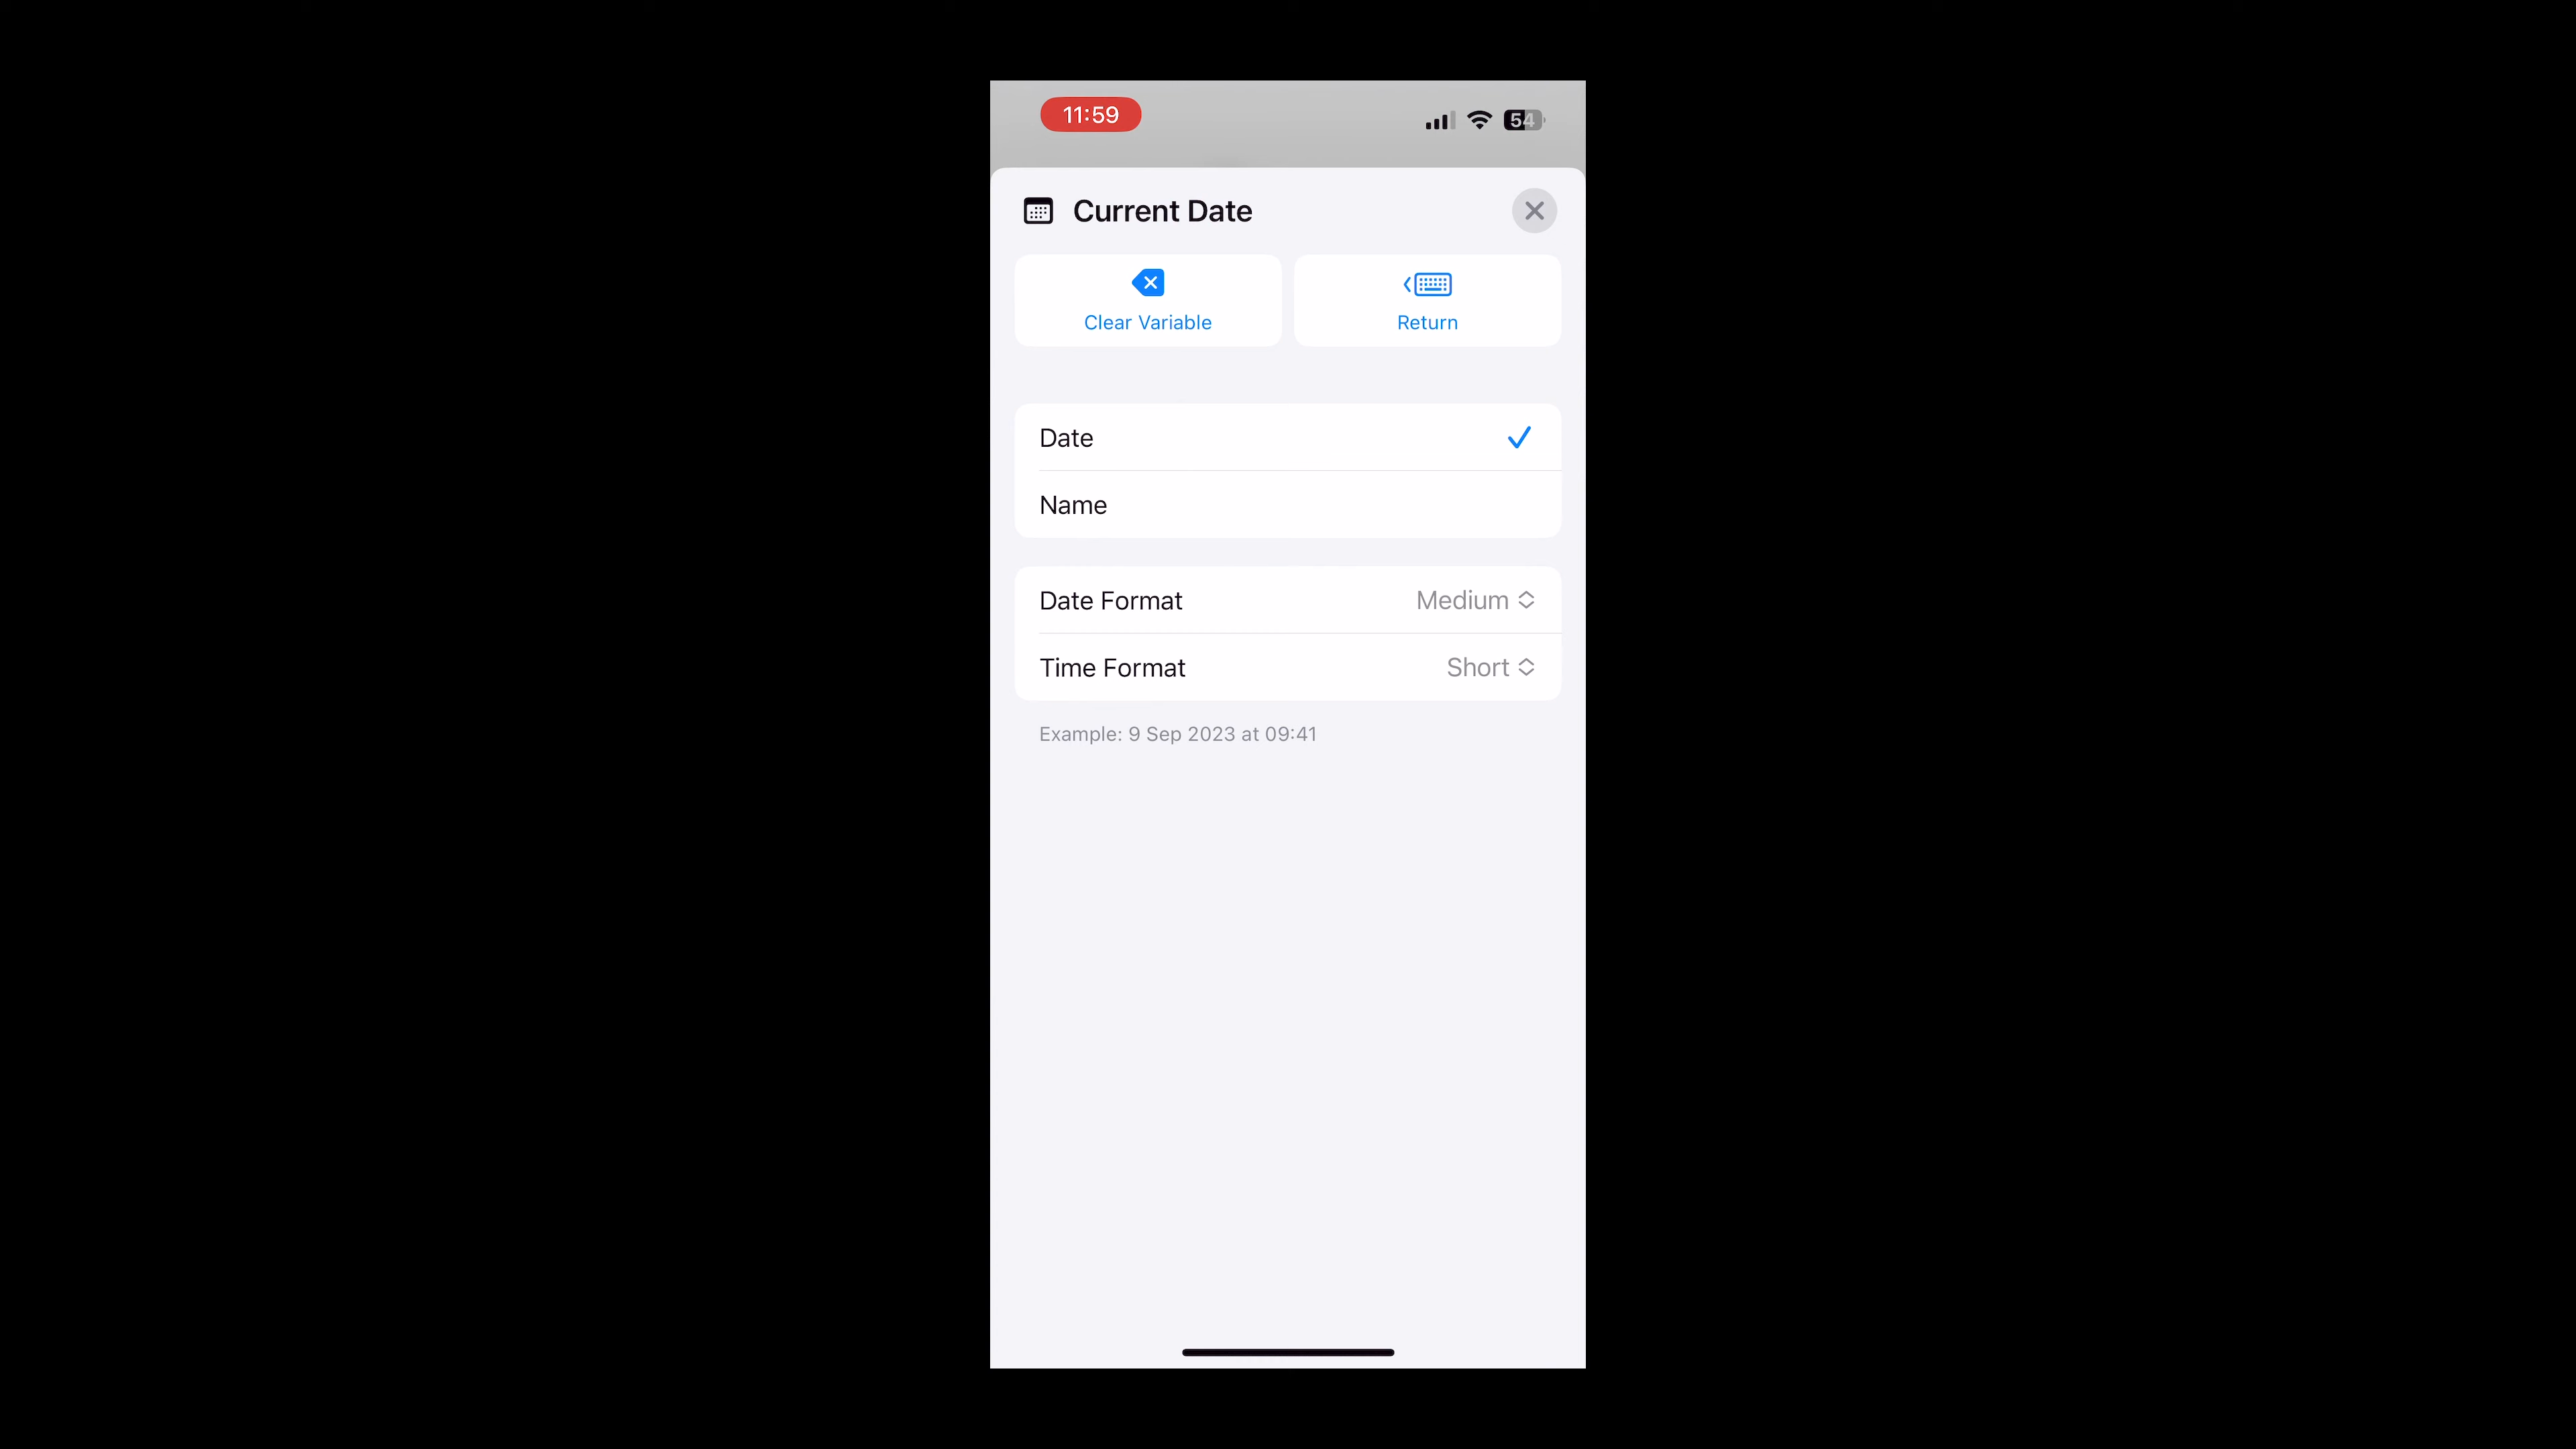 11:59
54
Current Date
Clear Variable
Return
Date
Name
Date Format
Medium
Time Format
Short
Example: 9 Sep 2023 at 09:41